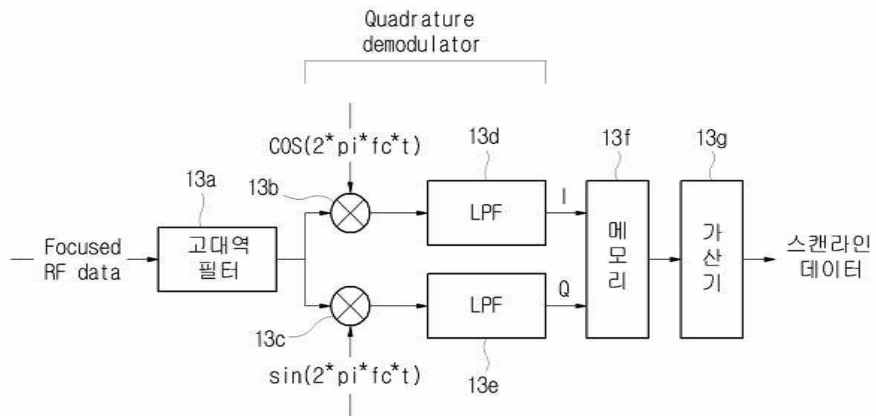 Quadrature
demodulator
COS(2*pi*fc*t)
13a
13b
13d
13f
13g
Focused
RF data
고대역
필터
LPF
I
메모리
가산기
스캔라인
데이터
13c
LPF
Q
13e
sin(2*pi*fc*t)